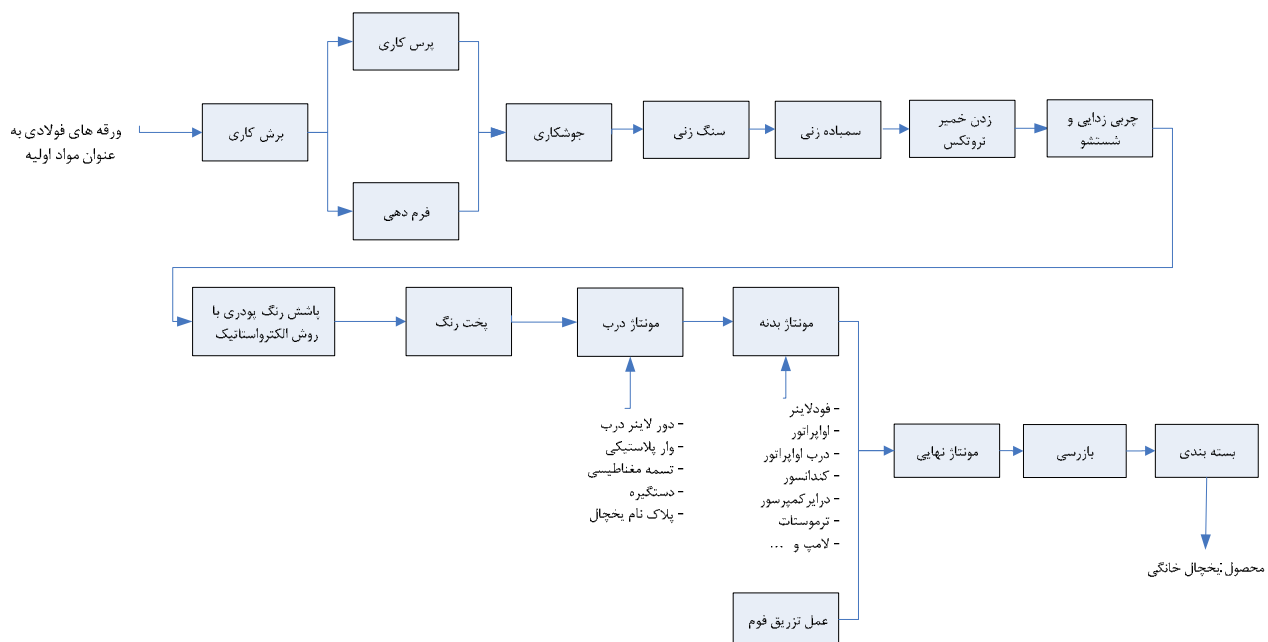 ورقه های فولادی به
عنوان مواد اولیه
برش کاری
پرس کاری
فرم دهی
جوشکاری
سنگ زنی
سمباده زنی
زدن خمیر
تروتکس
چربی زدایی و
شستشو
پاشش رنگ پودری با
روش الکترواستاتیک
پخت رنگ
مونتاژ درب
- دور لاینر درب
- وار پلاستیکی
- تسمه مغناطیسی
- دستگیره
- پلاک نام یخچال
مونتاژ بدنه
- فودلاینر
- اواپراتور
- درب اواپراتور
- کندانسور
- درایرکمپرسور
- ترموستات
- لامپ و ...
عمل تزریق فوم
مونتاژ نهایی
بازرسی
بسته بندی
محصول:یخچال خانگی